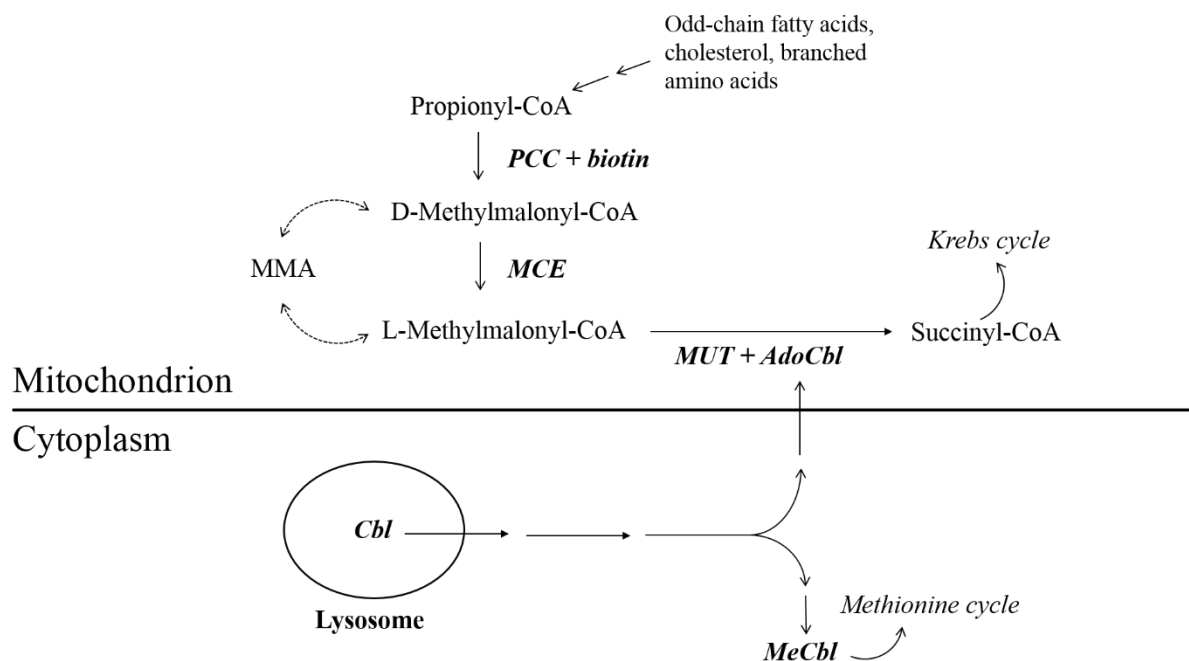 Odd-chain fatty acids,
cholesterol, branched
amino acids
Propionyl-CoA
PCC + biotin
D-Methylmalonyl-CoA
Krebs cycle
MMA
MCE
L-Methylmalonyl-CoA
Succinyl-CoA
MUT + AdoCbl
Mitochondrion
Cytoplasm
Cbl
Lysosome
Methionine cycle
MeCbl